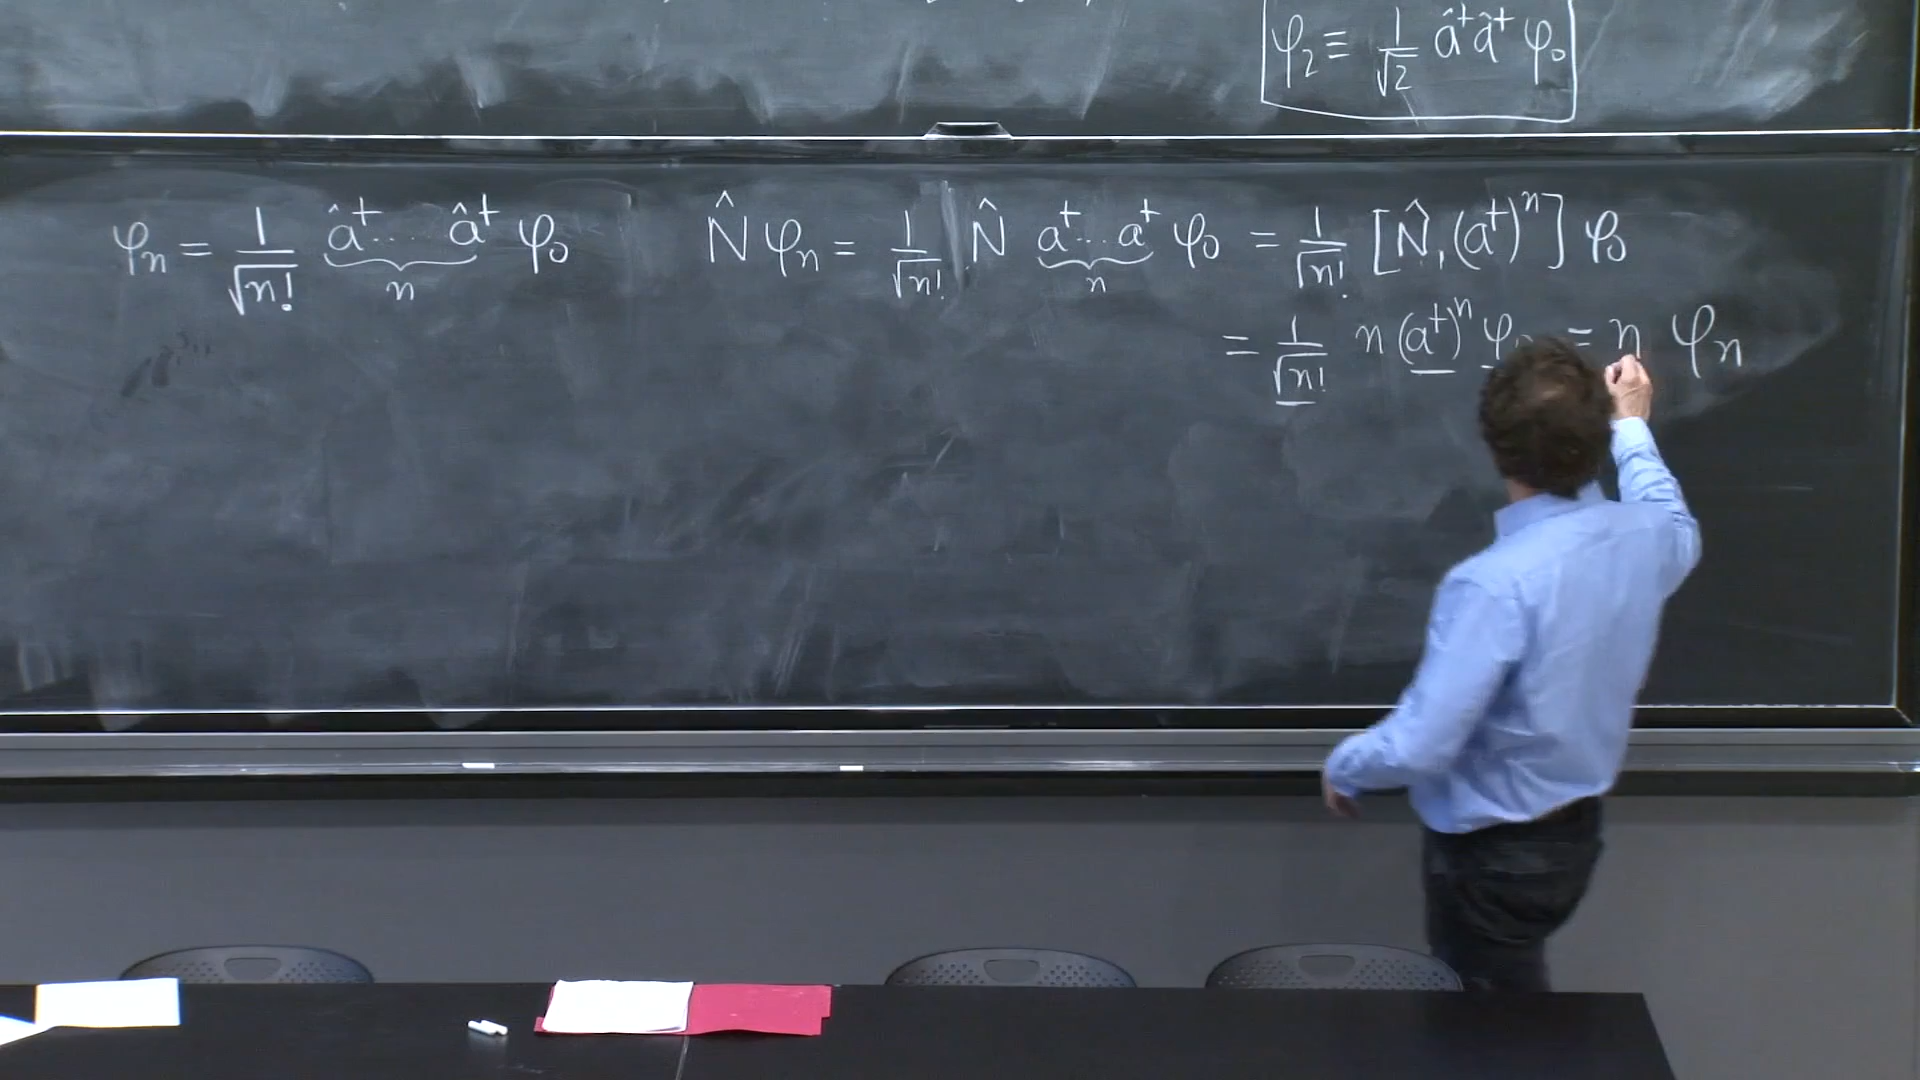 φ₂ ≡ 1/√2 â†â† φ₀
φₙ = 1/√n! â†... â† φ₀ N̂ φₙ = 1/√n! N̂ a†... a† φ₀ = 1/√n! [N̂, (a†)ⁿ] φ₀
n n
= 1/√n! n (a†)ⁿ φ₀ = n φₙ